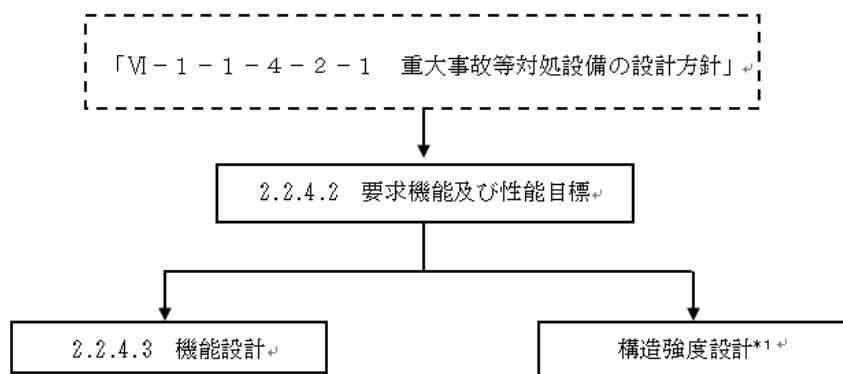 「Ⅵ－１－１－４－２－１　重大事故等対処設備の設計方針」
2.2.4.2　要求機能及び性能目標↵
2.2.4.3　機能設計↵
構造強度設計*1↵